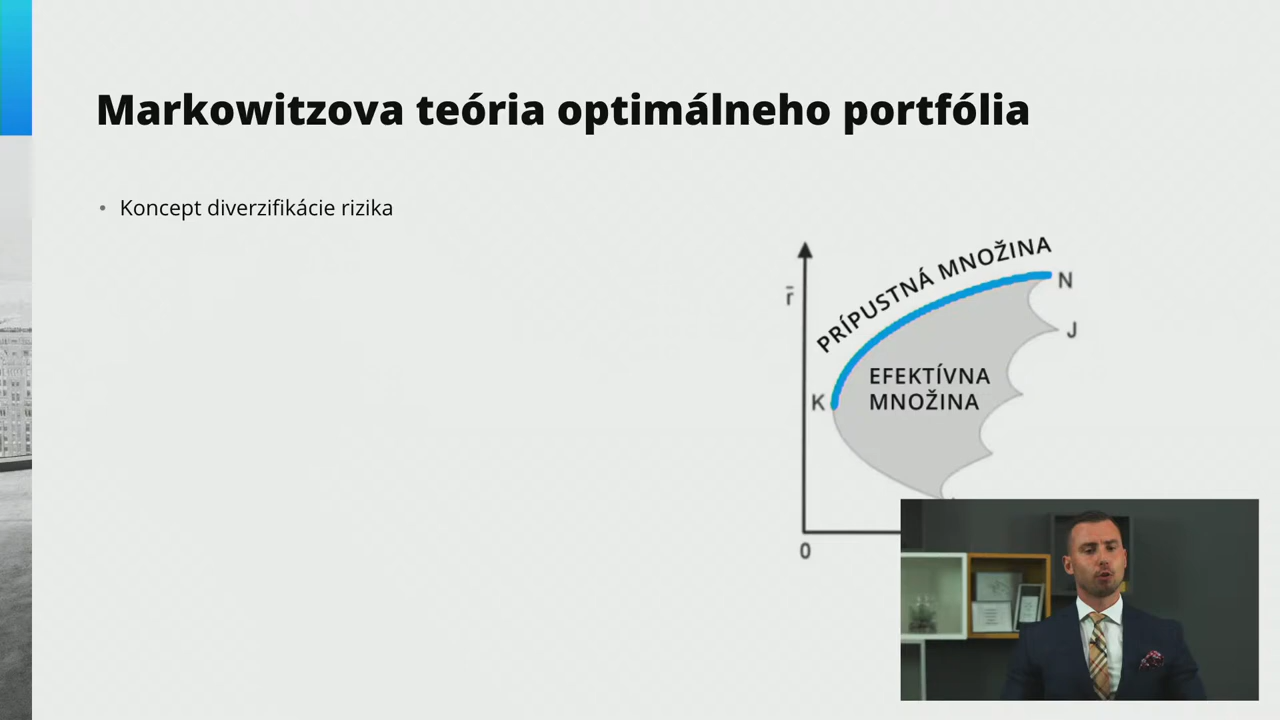 Markowitzova teória optimálneho portfólia
• Koncept diverzifikácie rizika
PRÍPUSTNÁ MNOŽINA
r̄
N
J
EFEKTÍVNA
MNOŽINA
K
0